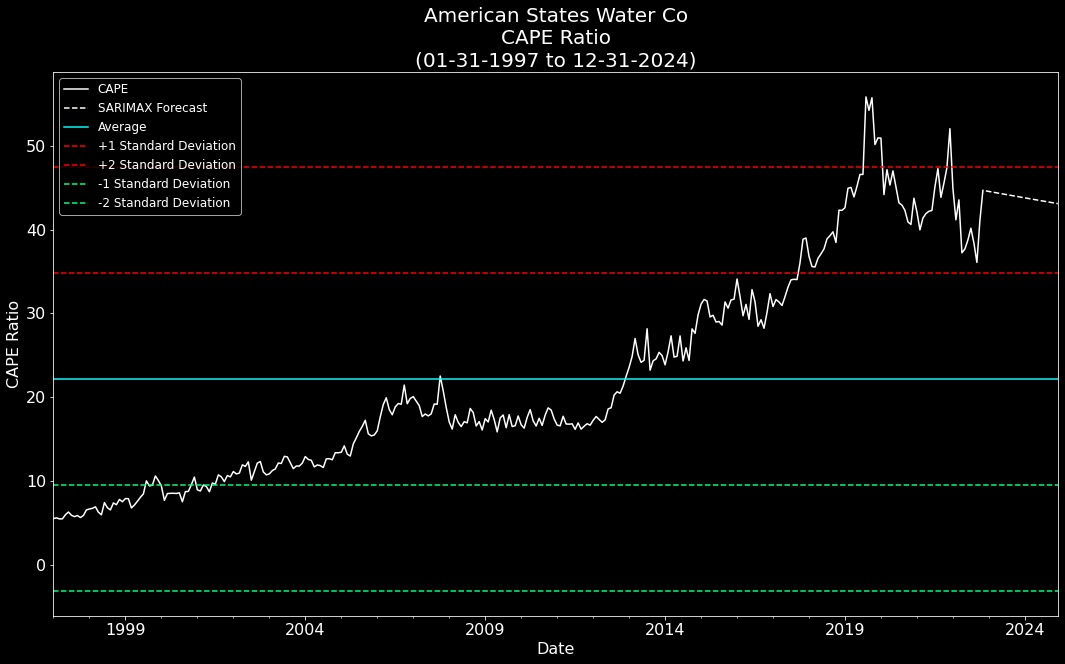 American States Water Co
CAPE Ratio
(01-31-1997 to 12-31-2024)
CAPE
SARIMAX Forecast
Average
+1 Standard Deviation
+2 Standard Deviation
-1 Standard Deviation
-2 Standard Deviation
50
40
30
20
10
0
CAPE Ratio
1999
2004
2009
2014
2019
2024
Date